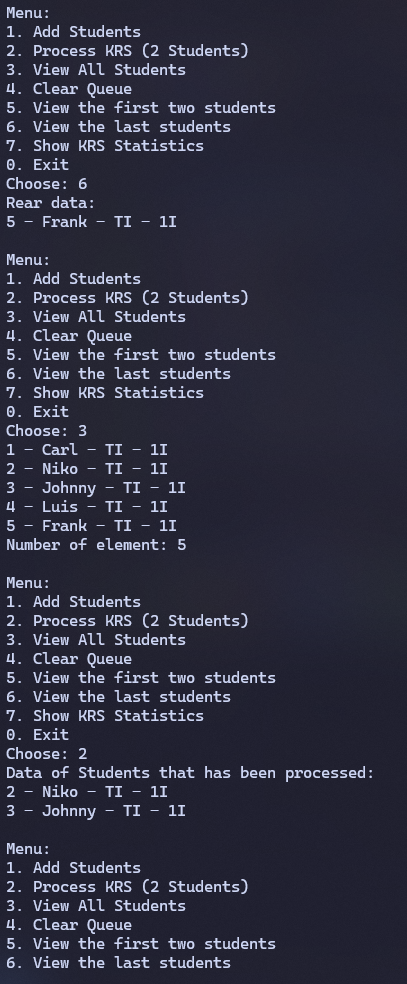 Menu:
1. Add Students
2. Process KRS (2 Students)
3. View All Students
4. Clear Queue
5. View the first two students
6. View the last students
7. Show KRS Statistics
0. Exit
Choose: 6
Rear data:
5 - Frank - TI - 1I
Menu:
1. Add Students
2. Process KRS (2 Students)
3. View All Students
4. Clear Queue
5. View the first two students
6. View the last students
7. Show KRS Statistics
0. Exit
Choose: 3
1 - Carl - TI - 1I
2 - Niko - TI - 1I
3 - Johnny - TI - 1I
4 - Luis - TI - 1I
5 - Frank - TI - 1I
Number of element: 5
Menu:
1. Add Students
2. Process KRS (2 Students)
3. View All Students
4. Clear Queue
5. View the first two students
6. View the last students
7. Show KRS Statistics
0. Exit
Choose: 2
Data of Students that has been processed:
2 - Niko - TI - 1I
3 - Johnny - TI - 1I
Menu:
1. Add Students
2. Process KRS (2 Students)
3. View All Students
4. Clear Queue
5. View the first two students
6. View the last students